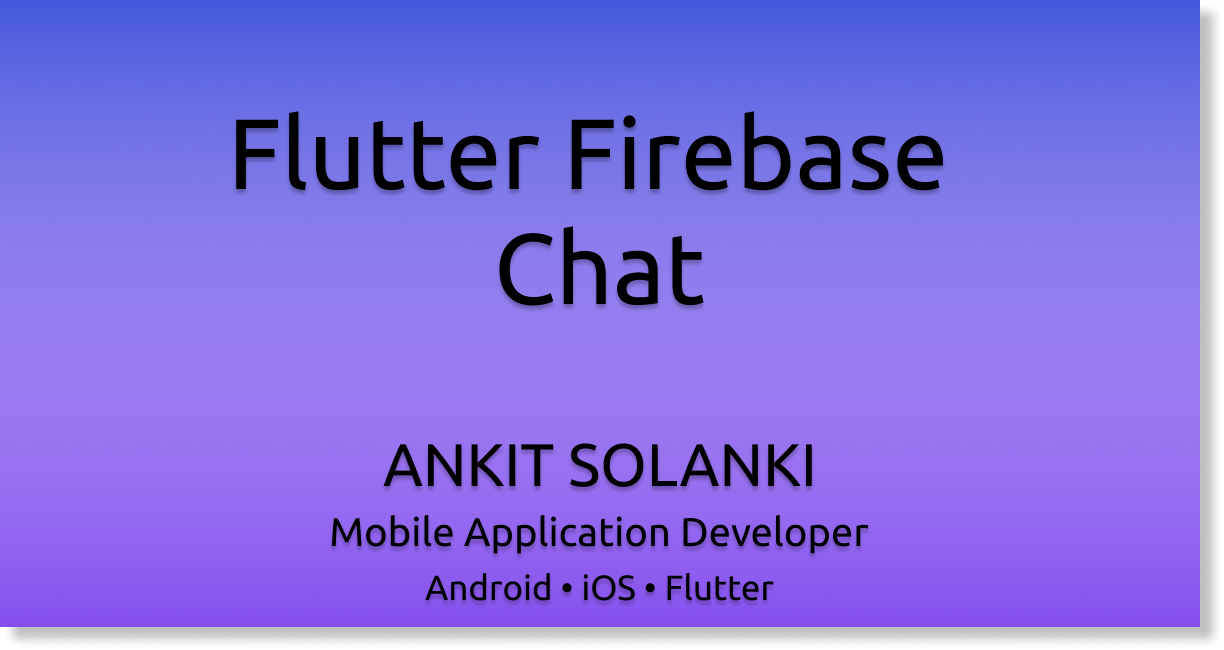 Flutter Firebase
Chat
ANKIT SOLANKI
Mobile Application Developer
Android • iOS • Flutter